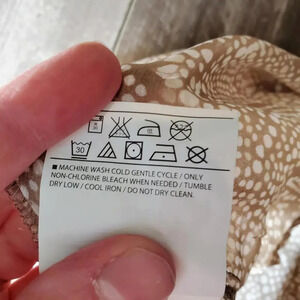 30
■ MACHINE WASH COLD GENTLE CYCLE / ONLY
NON-CHLORINE BLEACH WHEN NEEDED / TUMBLE
DRY LOW / COOL IRON / DO NOT DRY CLEAN.